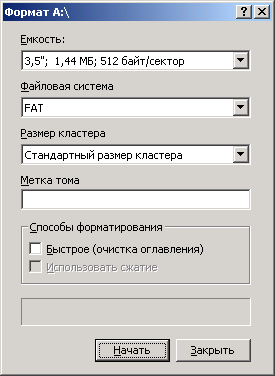 Формат A:\
Емкость:
3,5"; 1,44 МБ; 512 байт/сектор
Файловая система
FAT
Размер кластера
Стандартный размер кластера
Метка тома
Способы форматирования
Быстрое (очистка оглавления)
Использовать сжатие
Начать
Закрыть